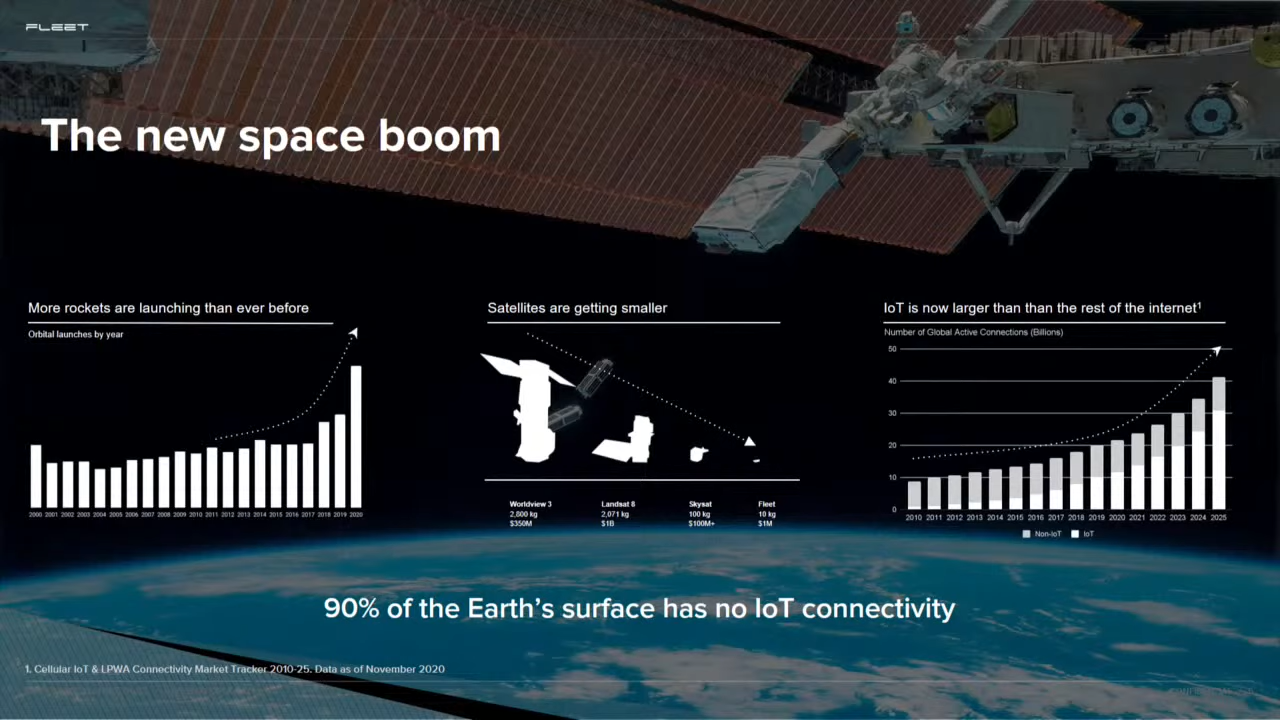 FLEET
The new space boom
More rockets are launching than ever before
Orbital launches by year
2000 2001 2002 2003 2004 2005 2006 2007 2008 2009 2010 2011 2012 2013 2014 2015 2016 2017 2018 2019 2020
Satellites are getting smaller
Worldview 3
2,800 kg
$350M
Landsat 8
2,071 kg
$1B
Skysat
100 kg
$100M+
Fleet
10 kg
$1M
IoT is now larger than than the rest of the internet¹
Number of Global Active Connections (Billions)
50
40
30
20
10
0
2010 2011 2012 2013 2014 2015 2016 2017 2018 2019 2020 2021 2022 2023 2024 2025
Non-IoT IoT
90% of the Earth's surface has no IoT connectivity
1. Cellular IoT & LPWA Connectivity Market Tracker 2010-25. Data as of November 2020